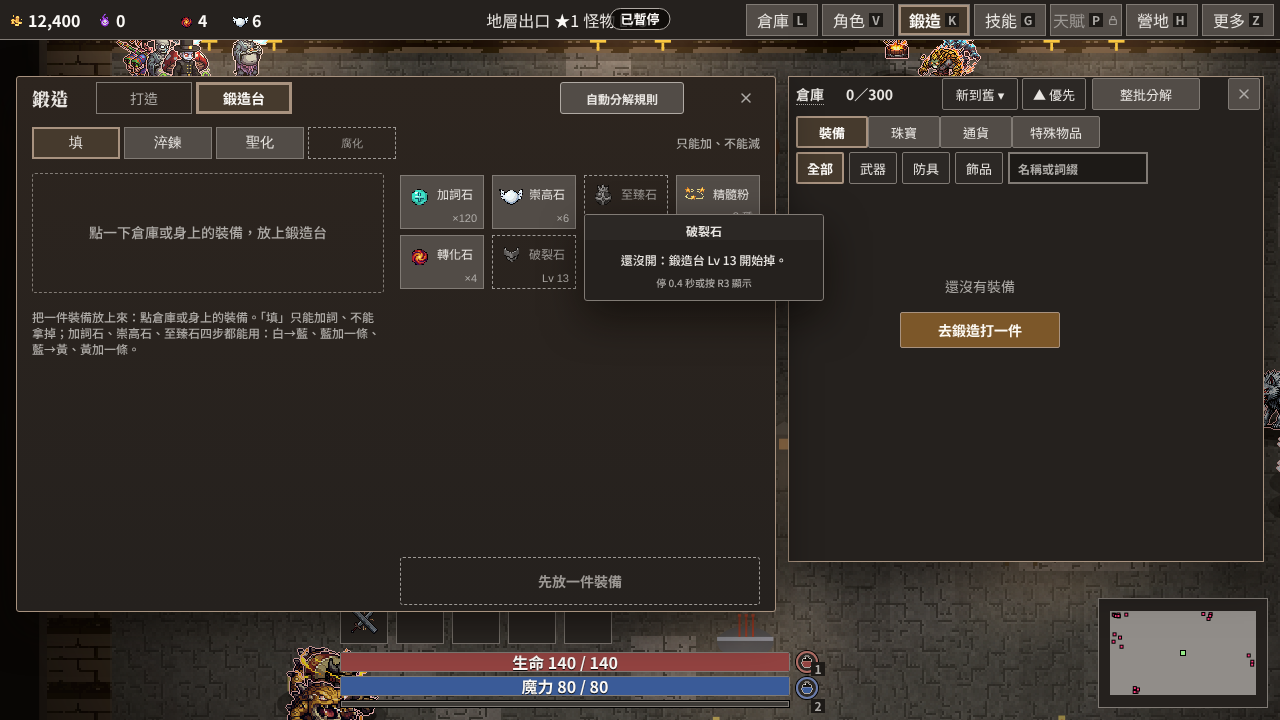 12,400
0
4
6
地層出口 ★1 怪物
已暫停
倉庫 L
角色 V
鍛造 K
技能 G
天賦 P
營地 H
更多 Z
鍛造
打造
鍛造台
自動分解規則
×
填
淬鍊
聖化
腐化
只能加、不能減
點一下倉庫或身上的裝備，放上鍛造台
加詞石
×120
崇高石
×6
至臻石
精髓粉
轉化石
×4
破裂石
Lv 13
破裂石
還沒開：鍛造台 Lv 13 開始掉。
停 0.4 秒或按 R3 顯示
把一件裝備放上來：點倉庫或身上的裝備。「填」只能加詞、不能
拿掉；加詞石、崇高石、至臻石四步都能用：白→藍、藍加一條、
藍→黃、黃加一條。
先放一件裝備
倉庫
0／300
新到舊 ▾
▲優先
整批分解
×
裝備
珠寶
通貨
特殊物品
全部
武器
防具
飾品
名稱或詞綴
還沒有裝備
去鍛造打一件
生命 140 / 140
1
魔力 80 / 80
2